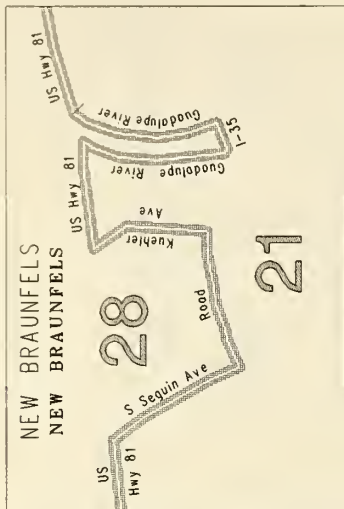 NEW BRAUNFELS
NEW BRAUNFELS
US Hwy 81
Guadalupe River
I-35
Guadalupe River
US Hwy 81
Kuehler
Ave
28
Road
21
S Seguin Ave
US
Hwy 81